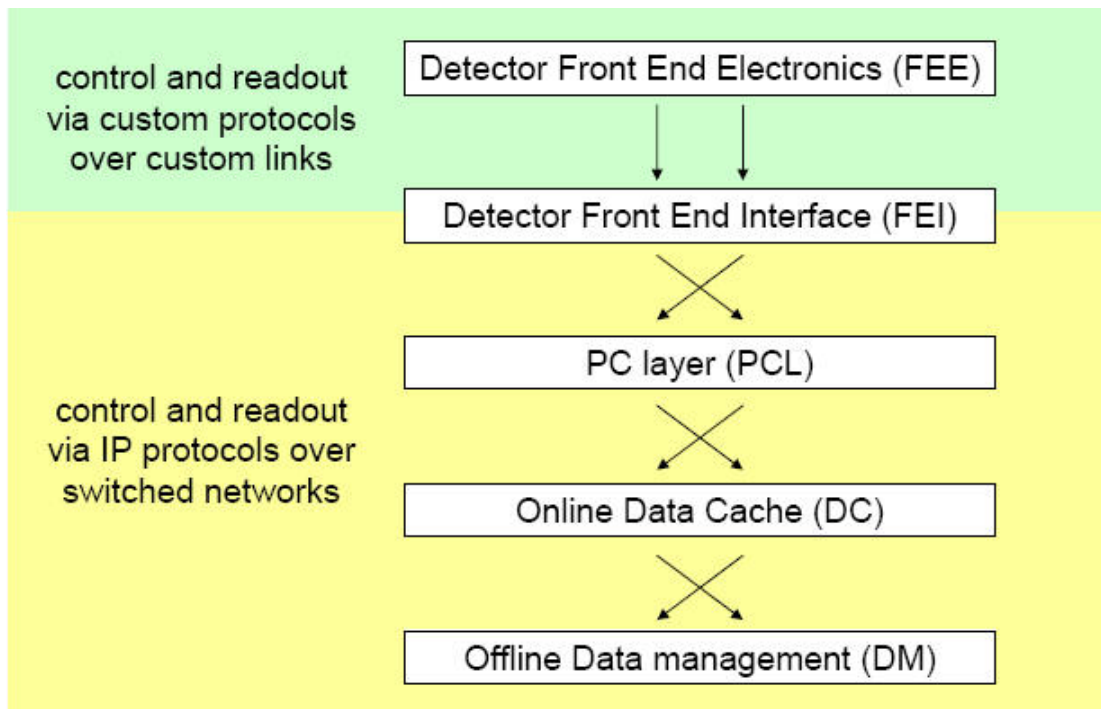 control and readout
via custom protocols
over custom links
Detector Front End Electronics (FEE)
Detector Front End Interface (FEI)
control and readout
via IP protocols over
switched networks
PC layer (PCL)
Online Data Cache (DC)
Offline Data management (DM)